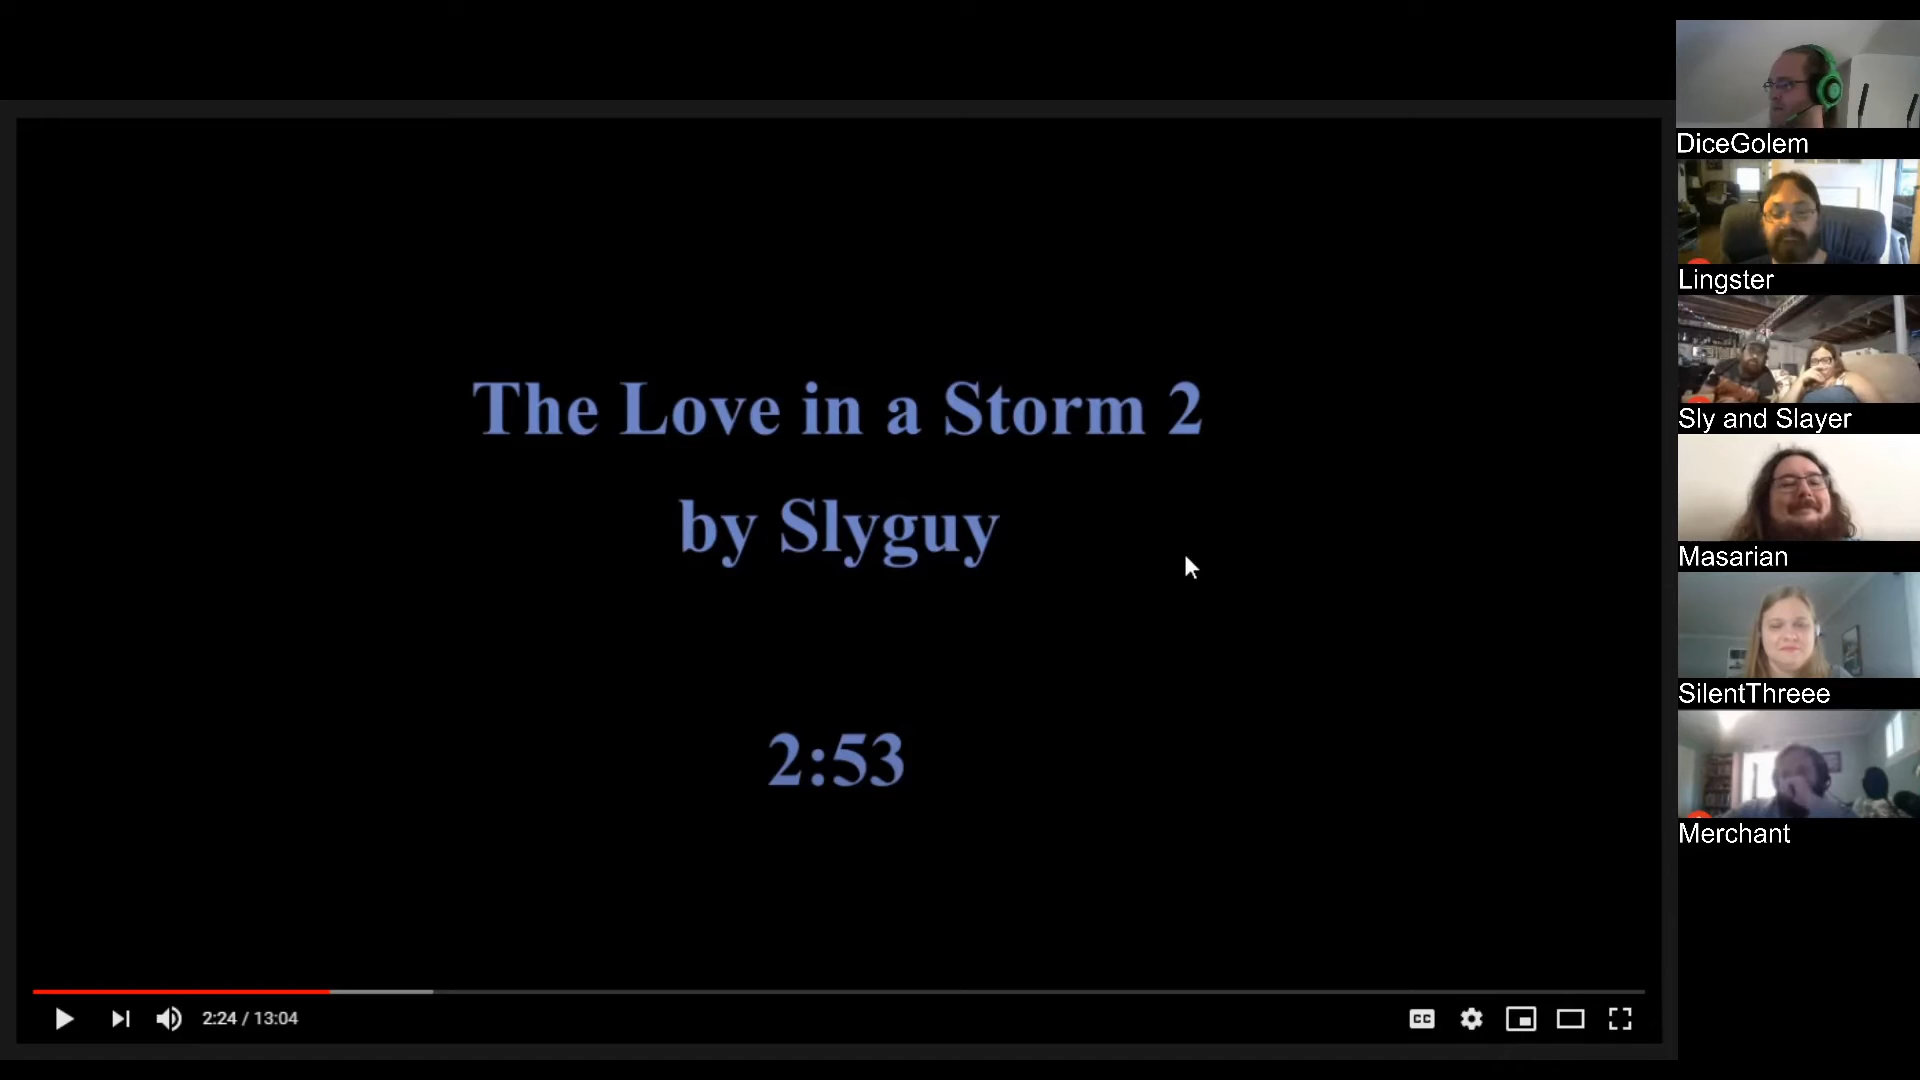 The Love in a Storm 2
by Slyguy
2:53
2:24 / 13:04
CC
DiceGolem
Lingster
Sly and Slayer
Masarian
SilentThreee
Merchant